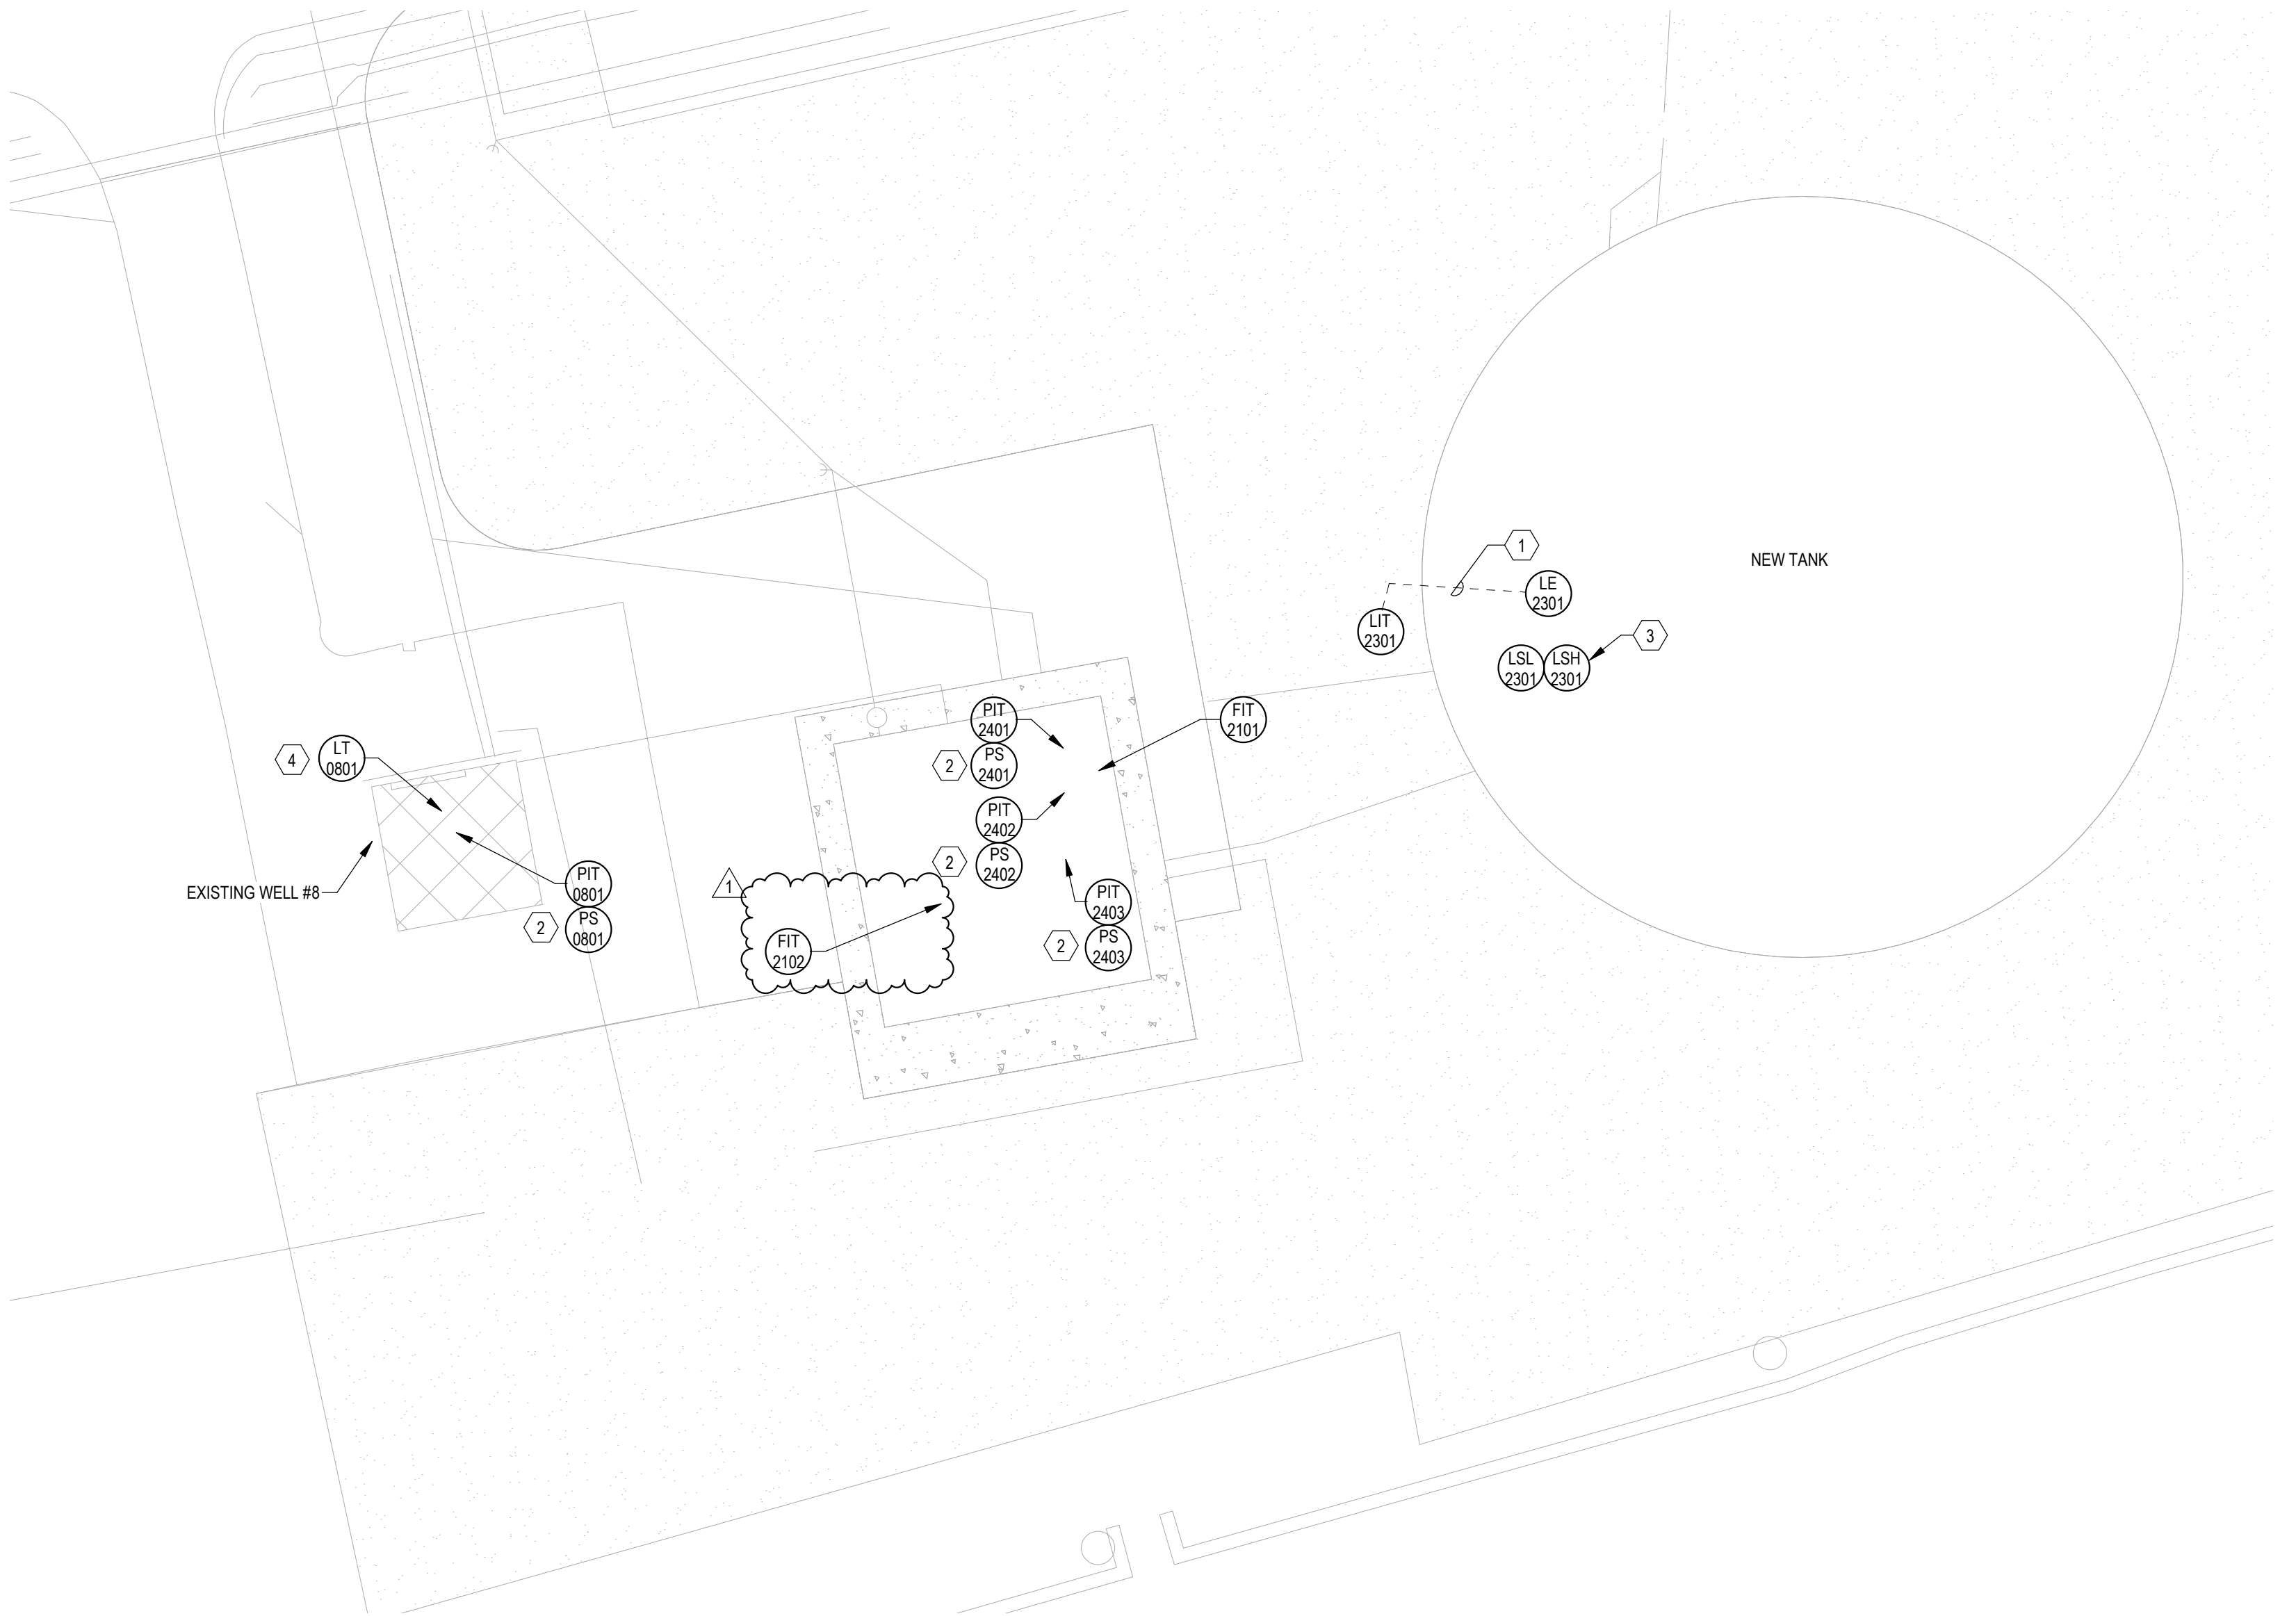 1
LE
2301
NEW TANK
LIT
2301
3
LSL
2301
LSH
2301
PIT
2401
FIT
2101
2
PS
2401
4
LT
0801
PIT
2402
2
PS
2402
EXISTING WELL #8
PIT
0801
2
PS
0801
1
FIT
2102
PIT
2403
2
PS
2403